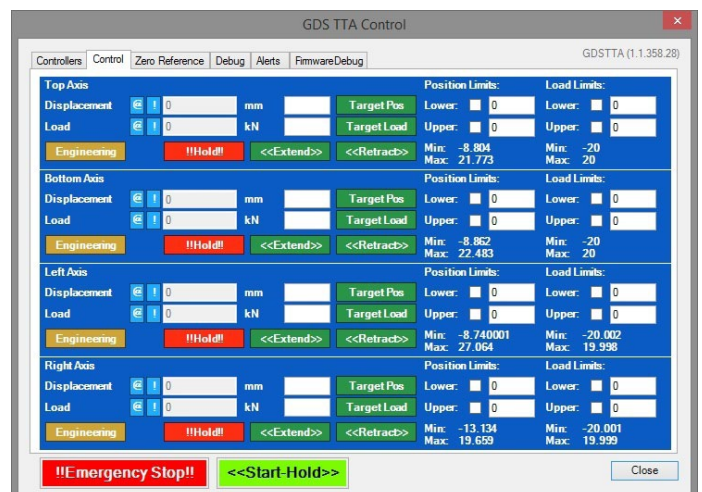 GDS TTA Control
GDSTTA (1.1.358.28)
Controllers Control Zero Reference Debug Alerts FirmwareDebug
Top Axis Position Limits: Load Limits:
Displacement @ ! 0 mm Target Pos Lower: 0 Lower: 0
Load @ ! 0 kN Target Load Upper: 0 Upper: 0
Engineering !!Hold!! <<Extend>> <<Retract>> Min: -8.804 Min: -20
Max: 21.773 Max: 20
Bottom Axis Position Limits: Load Limits:
Displacement @ ! 0 mm Target Pos Lower: 0 Lower: 0
Load @ ! 0 kN Target Load Upper: 0 Upper: 0
Engineering !!Hold!! <<Extend>> <<Retract>> Min: -8.862 Min: -20
Max: 22.483 Max: 20
Left Axis Position Limits: Load Limits:
Displacement @ ! 0 mm Target Pos Lower: 0 Lower: 0
Load @ ! 0 kN Target Load Upper: 0 Upper: 0
Engineering !!Hold!! <<Extend>> <<Retract>> Min: -8.740001 Min: -20.002
Max: 27.064 Max: 19.998
Right Axis Position Limits: Load Limits:
Displacement @ ! 0 mm Target Pos Lower: 0 Lower: 0
Load @ ! 0 kN Target Load Upper: 0 Upper: 0
Engineering !!Hold!! <<Extend>> <<Retract>> Min: -13.134 Min: -20.001
Max: 19.659 Max: 19.999
!!Emergency Stop!! <<Start-Hold>> Close